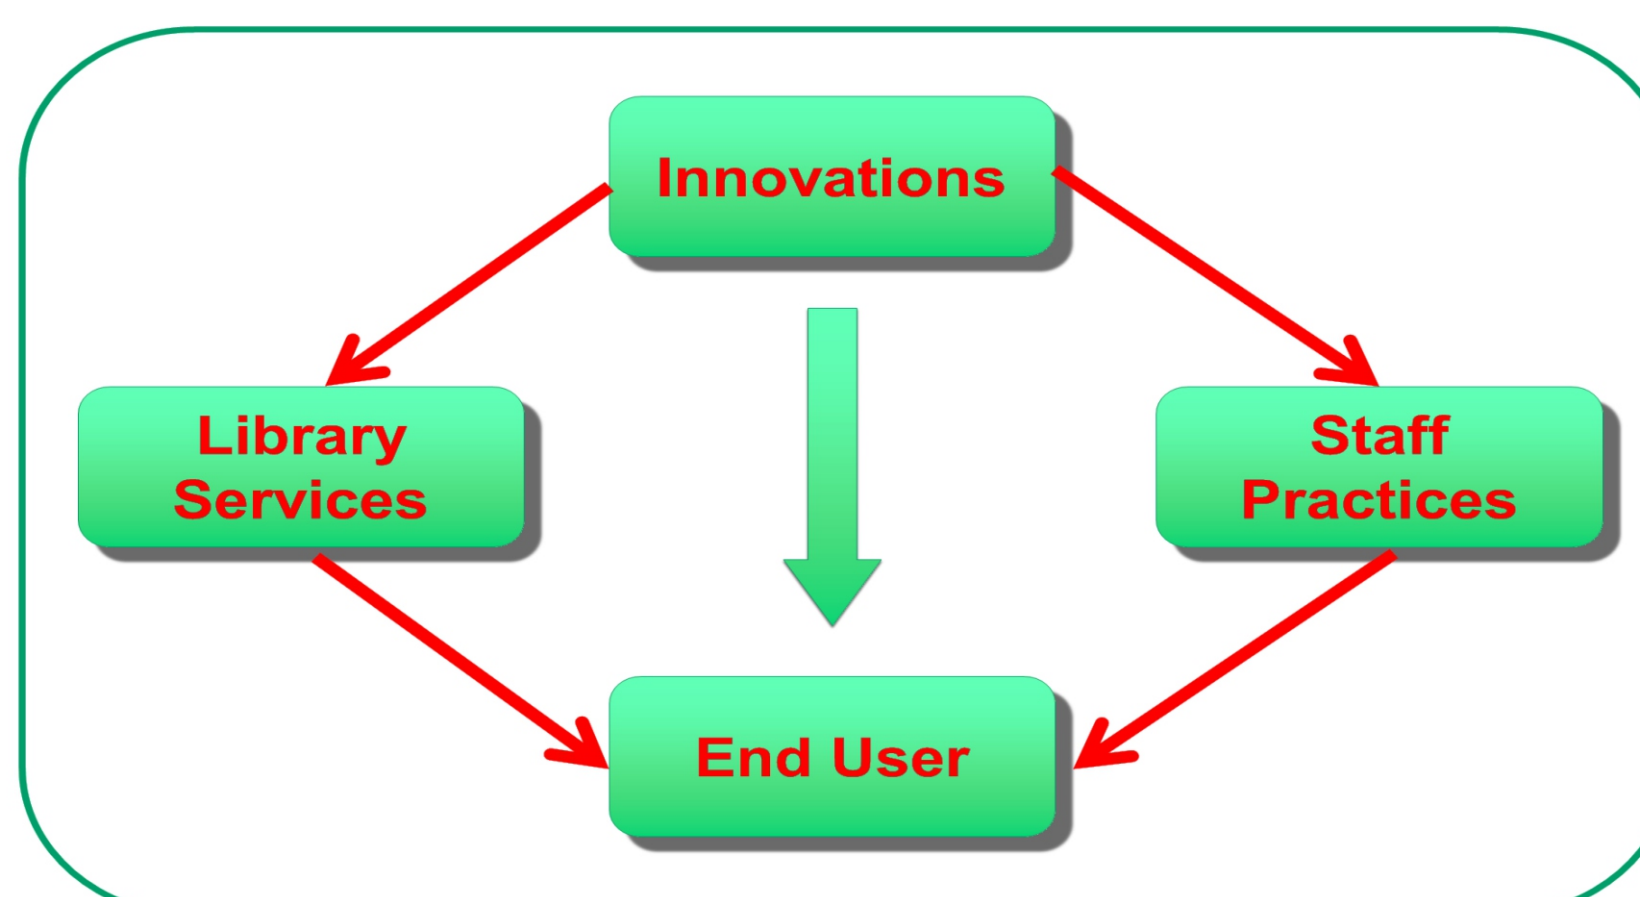 Innovations
Library
Services
Staff
Practices
End User